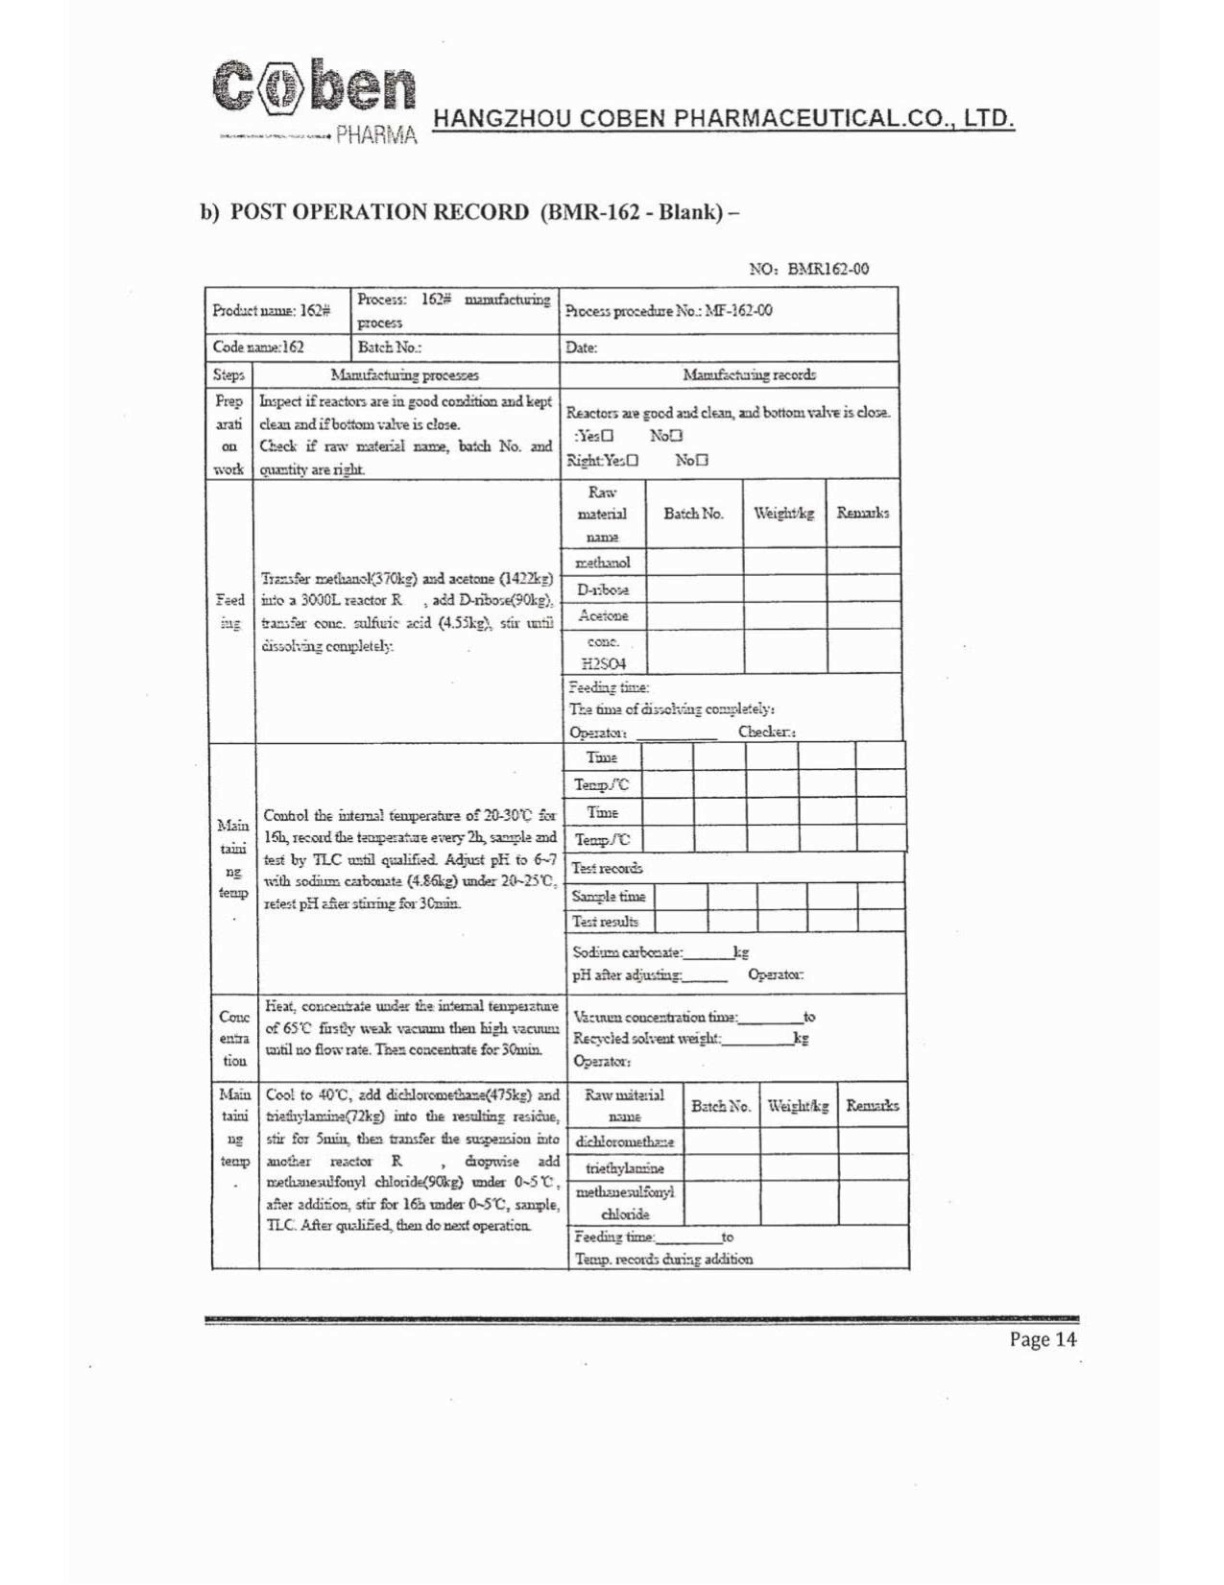 Coben
PHARMA
HANGZHOU COBEN PHARMACEUTICAL.CO., LTD.
b) POST OPERATION RECORD (BMR-162 - Blank) –
NO: BMR162-00
Product name: 162#
Process: 162# manufacturing
process
Process procedure No.: MF-162-00
Code name:162
Batch No.:
Date:
Steps
Manufacturing processes
Manufacturing records
Prep
arati
on
work
Inspect if reactors are in good condition and kept
clean and if bottom valve is close.
Check if raw material name, batch No. and
quantity are right.
Reactors are good and clean, and bottom valve is close.
:Yes□ No□
Right:Yes□ No□
Feed
ing
Transfer methanol(370kg) and acetone (1422kg)
into a 3000L reactor R , add D-ribose(90kg),
transfer conc. sulfuric acid (4.55kg), stir until
dissolving completely.
Raw
material
name
Batch No.
Weight/kg
Remarks
methanol
D-ribose
Acetone
conc.
H2SO4
Feeding time:
The time of dissolving completely:
Operator: ________ Checker:
Main
taini
ng
temp
.
Control the internal temperature of 20-30℃ for
16h, record the temperature every 2h, sample and
test by TLC until qualified. Adjust pH to 6~7
with sodium carbonate (4.86kg) under 20~25℃,
retest pH after stirring for 30min.
Time
Temp/℃
Time
Temp/℃
Test records
Sample time
Test results
Sodium carbonate:______kg
pH after adjusting:______ Operator:
Conc
entra
tion
Heat, concentrate under the internal temperature
of 65℃ firstly weak vacuum then high vacuum
until no flow rate. Then concentrate for 30min.
Vacuum concentration time:________to
Recycled solvent weight:_________kg
Operator:
Main
taini
ng
temp
.
Cool to 40℃, add dichloromethane(475kg) and
triethylamine(72kg) into the resulting residue,
stir for 5min, then transfer the suspension into
another reactor R , dropwise add
methanesulfonyl chloride(90kg) under 0~5℃,
after addition, stir for 16h under 0~5℃, sample,
TLC. After qualified, then do next operation.
Raw material
name
Batch No.
Weight/kg
Remarks
dichloromethane
triethylamine
methanesulfonyl
chloride
Feeding time:________to
Temp. records during addition
Page 14